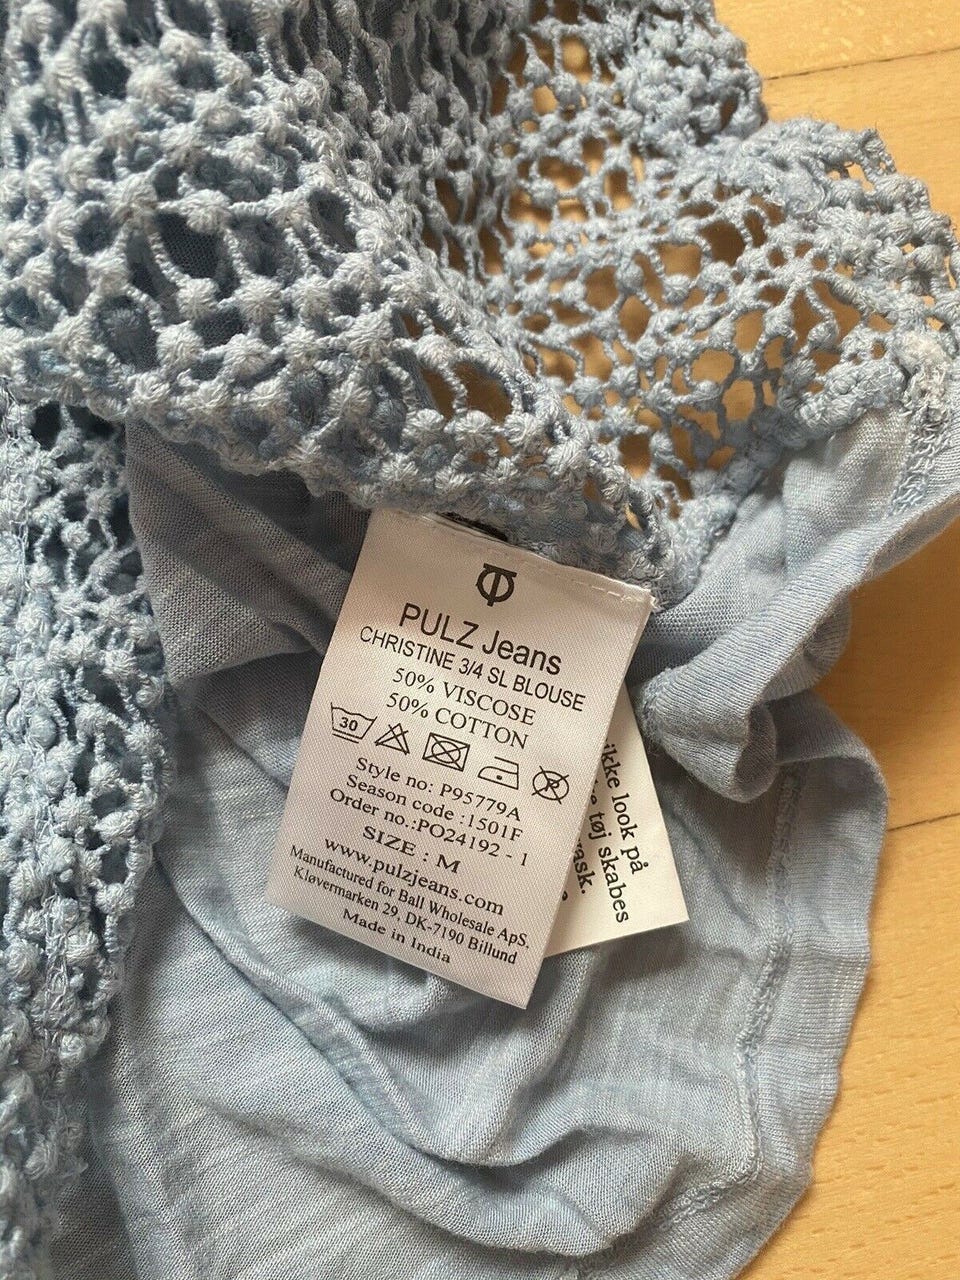 PULZ Jeans
CHRISTINE 3/4 SL BLOUSE
50% VISCOSE
50% COTTON
30
P
Style no: P95779A
Season code :1501F
Order no.:PO24192 - 1
SIZE : M
www.pulzjeans.com
Manufactured for Ball Wholesale ApS.
Kløvermarken 29, DK-7190 Billund
Made in India
ikke look på
tøj skabes